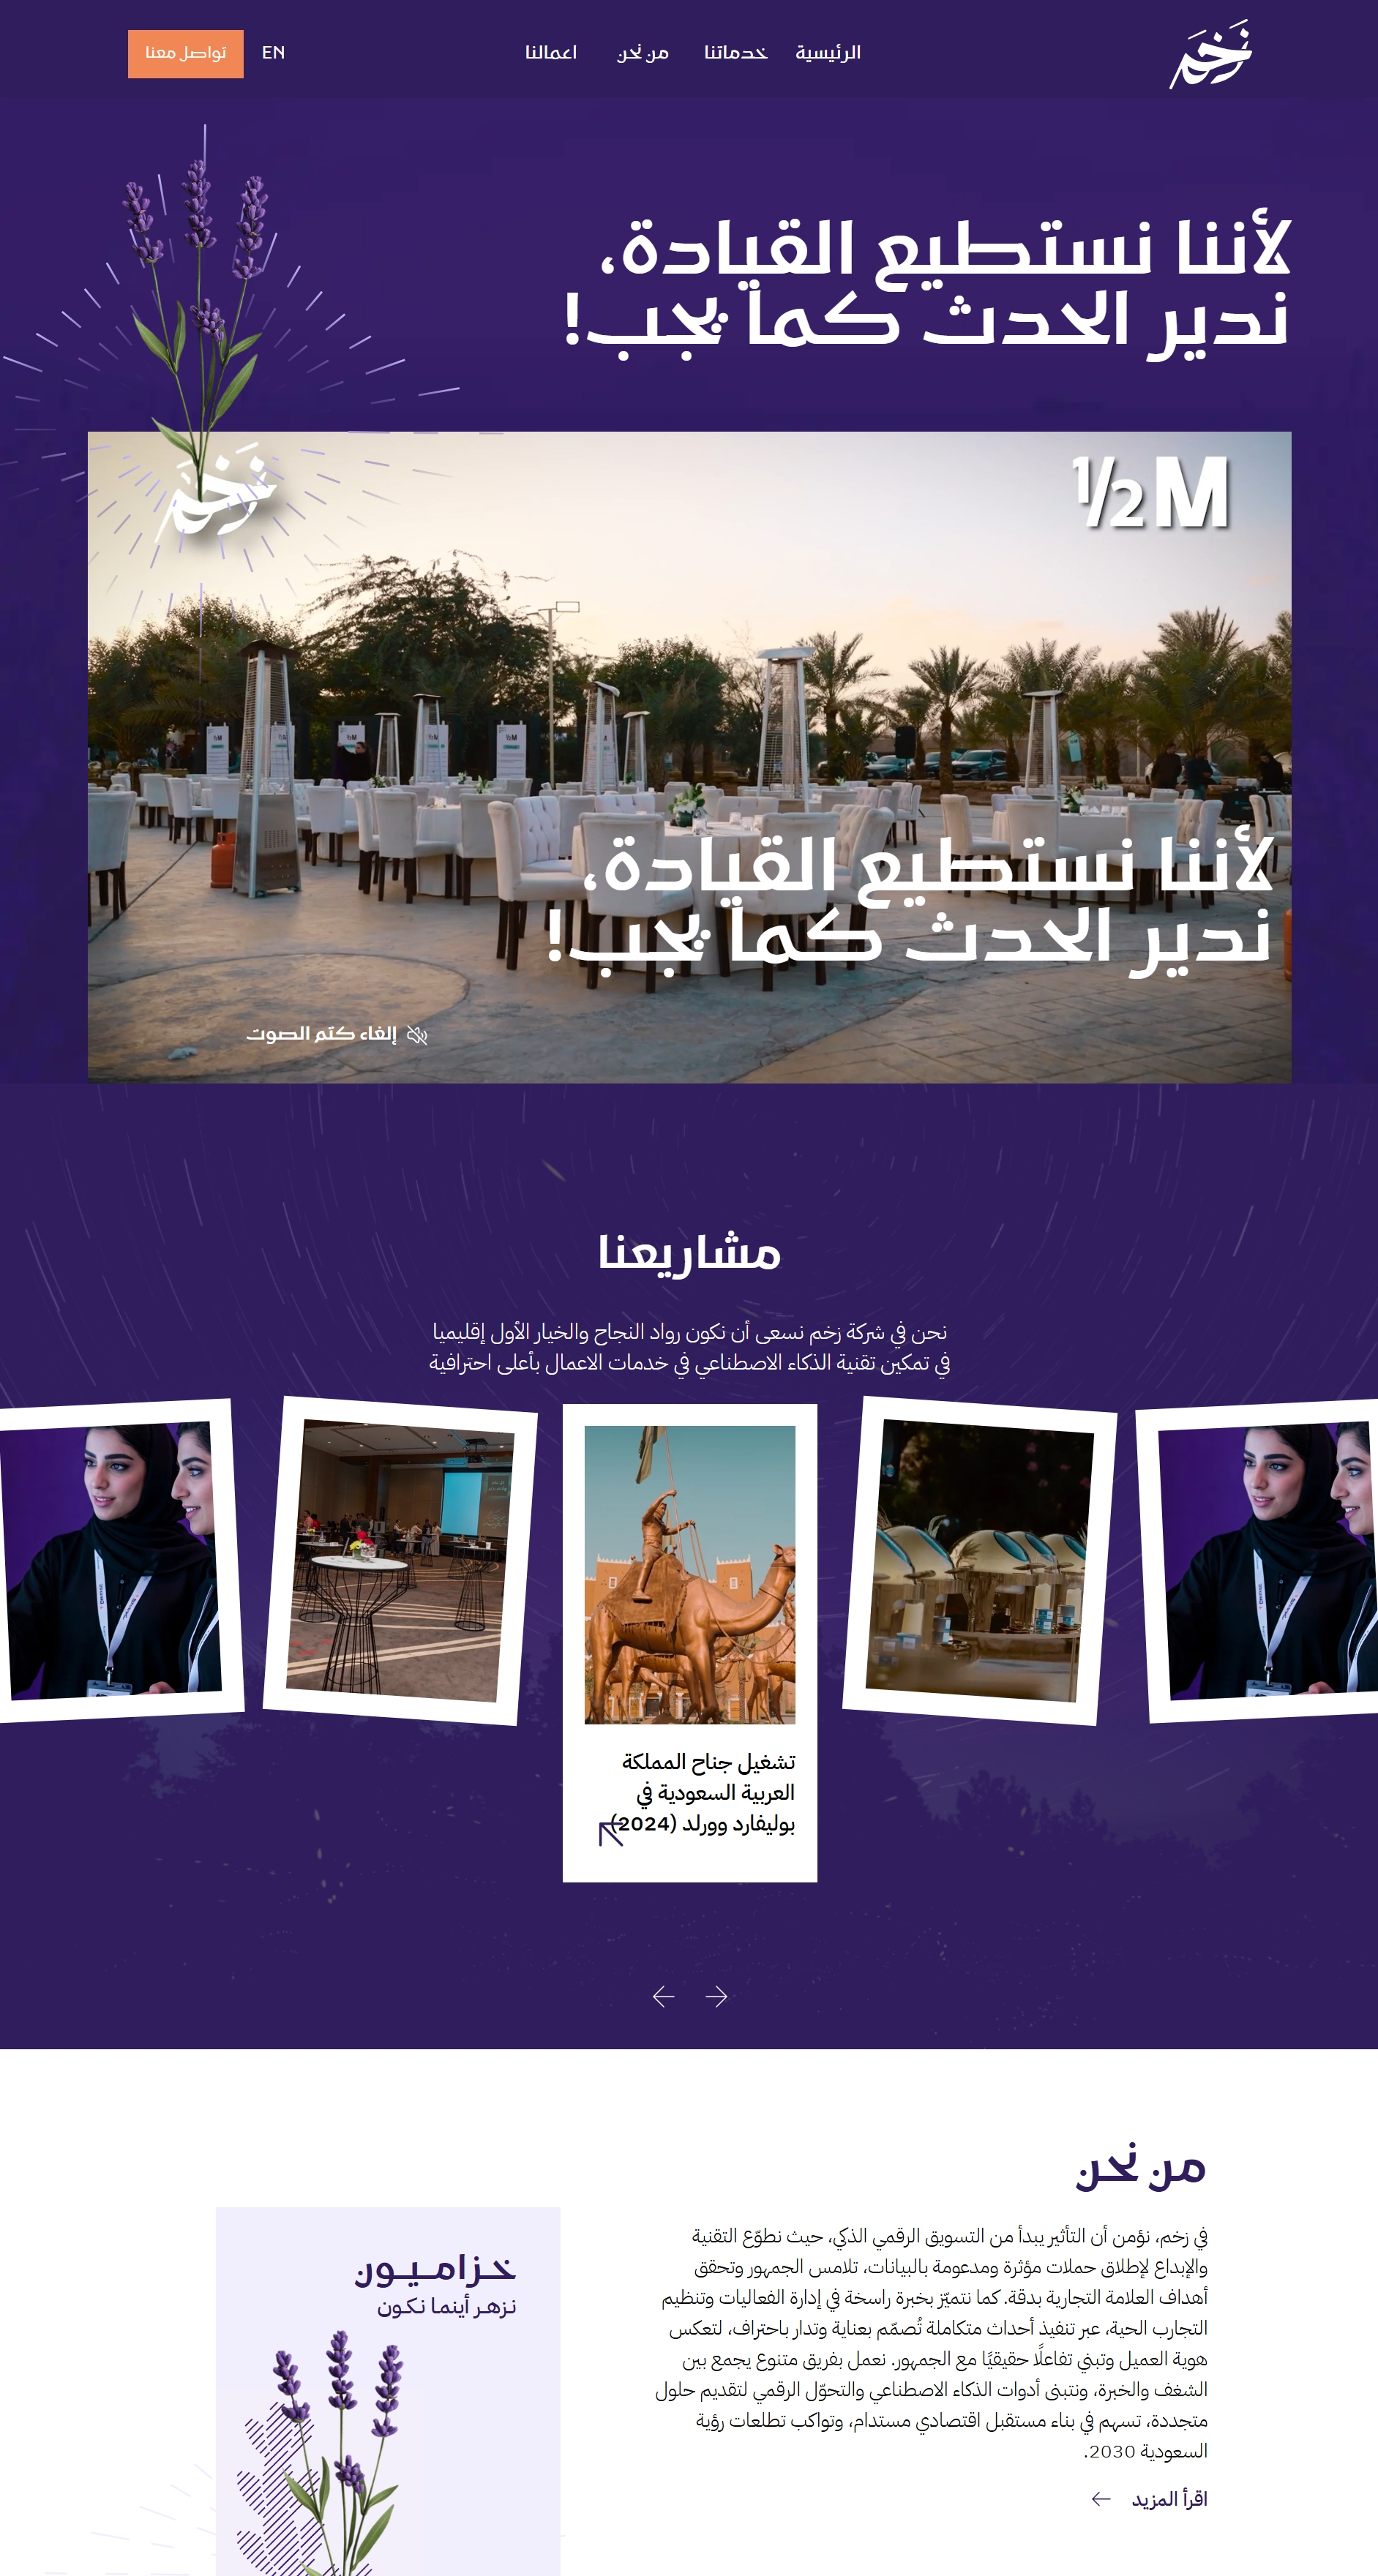 زخم
الرئيسية
خدماتنا
من نحن
اعمالنا
EN
تواصل معنا
لأننا نستطيع القيادة،
ندير الحدث كما يجب!
½M
زخم
لأننا نستطيع القيادة،
ندير الحدث كما يجب!
إلغاء كتم الصوت
مشاريعنا
نحن في شركة زخم نسعى أن نكون رواد النجاح والخيار الأول إقليميا
في تمكين تقنية الذكاء الاصطناعي في خدمات الاعمال بأعلى احترافية
تشغيل جناح المملكة
العربية السعودية في
بوليفارد وورلد (2024)
من نحن
في زخم، نؤمن أن التأثير يبدأ من التسويق الرقمي الذكي، حيث نطوّع التقنية
والإبداع لإطلاق حملات مؤثرة ومدعومة بالبيانات، تلامس الجمهور وتحقق
أهداف العلامة التجارية بدقة. كما نتميّز بخبرة راسخة في إدارة الفعاليات وتنظيم
التجارب الحية، عبر تنفيذ أحداث متكاملة تُصمّم بعناية وتدار باحتراف، لتعكس
هوية العميل وتبني تفاعلًا حقيقيًا مع الجمهور. نعمل بفريق متنوع يجمع بين
الشغف والخبرة، ونتبنى أدوات الذكاء الاصطناعي والتحوّل الرقمي لتقديم حلول
متجددة، تسهم في بناء مستقبل اقتصادي مستدام، وتواكب تطلعات رؤية
السعودية 2030.
اقرأ المزيد
خـزامـيـون
نزهـر أينمـا نكـون